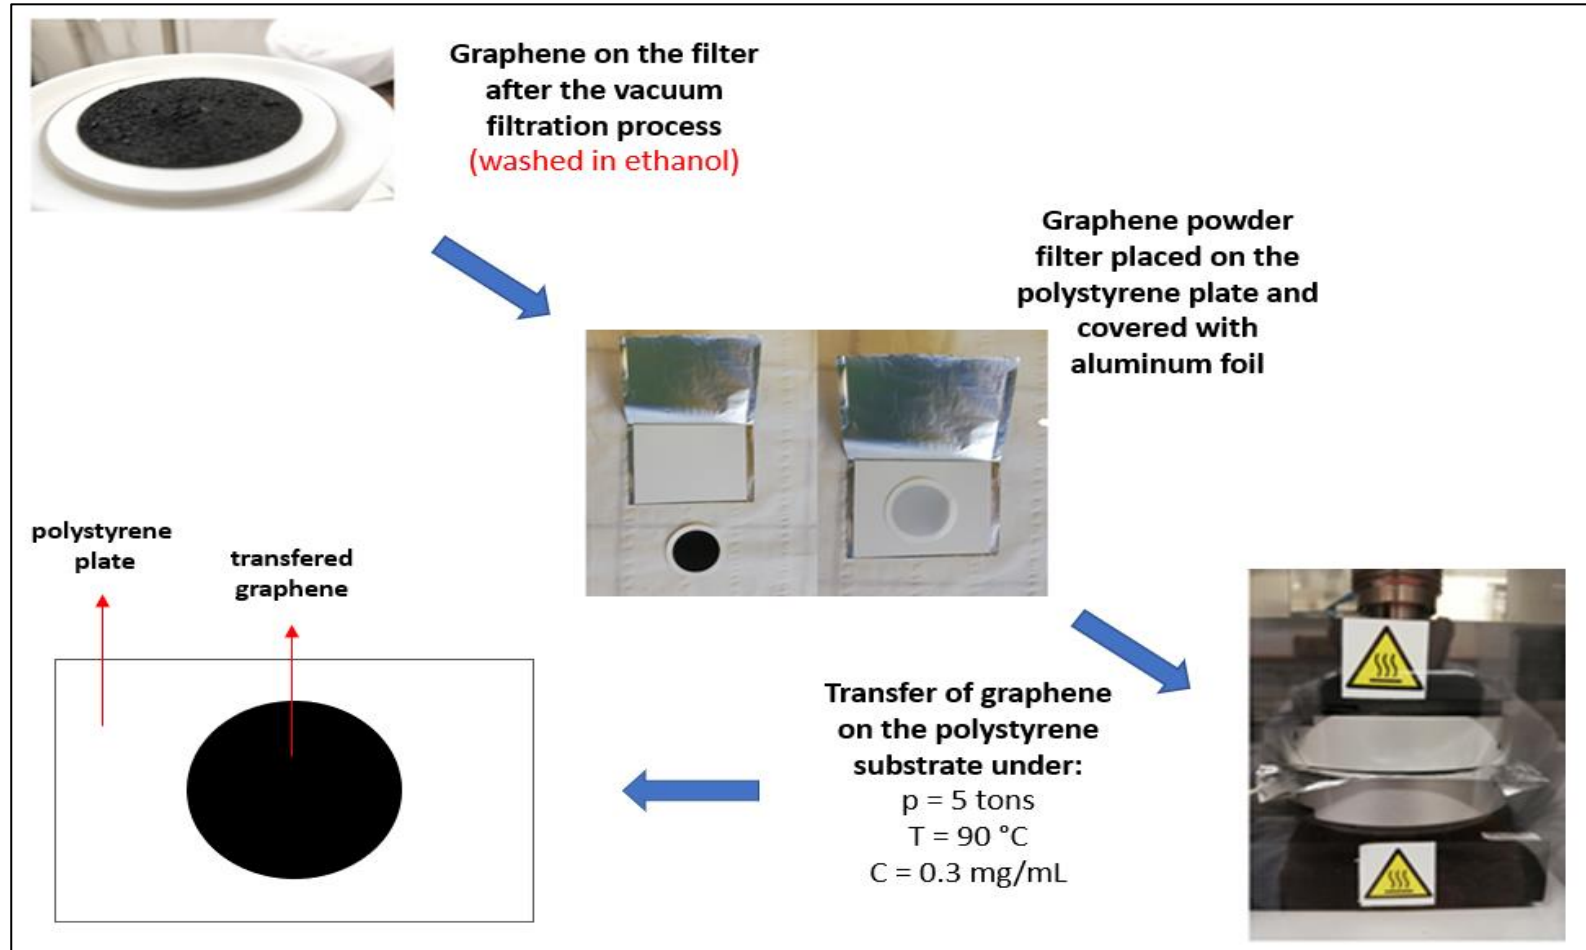 Graphene on the filter
after the vacuum
filtration process
(washed in ethanol)
Graphene powder
filter placed on the
polystyrene plate and
covered with
aluminum foil
polystyrene
plate
transfered
graphene
Transfer of graphene
on the polystyrene
substrate under:
p = 5 tons
T = 90 °C
C = 0.3 mg/mL